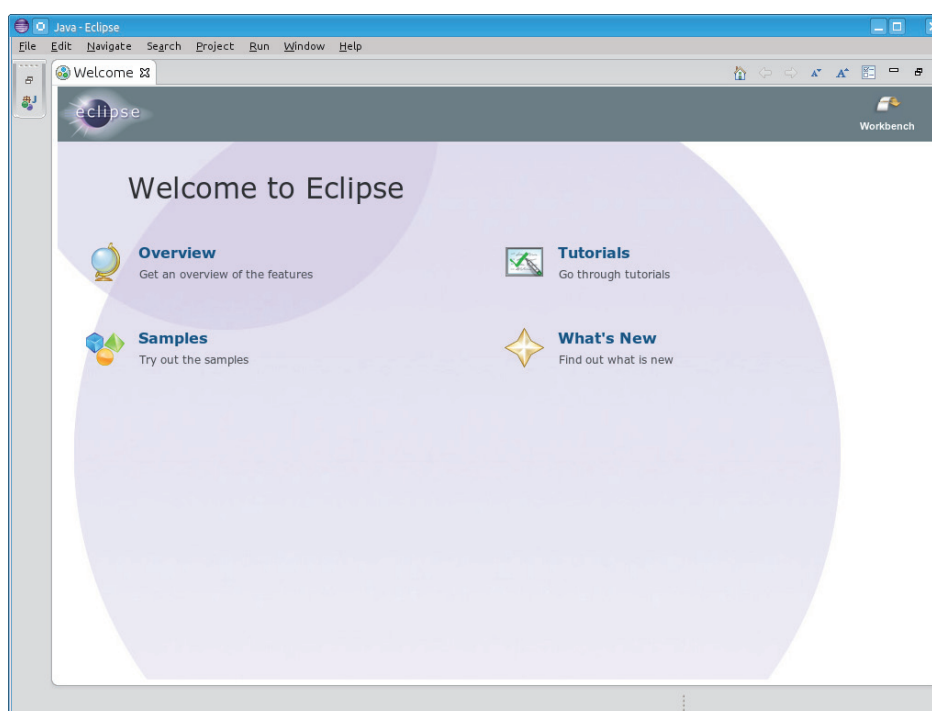 Java - Eclipse
File Edit Navigate Search Project Run Window Help
Welcome
eclipse
Workbench
Welcome to Eclipse
Overview
Get an overview of the features
Tutorials
Go through tutorials
Samples
Try out the samples
What's New
Find out what is new